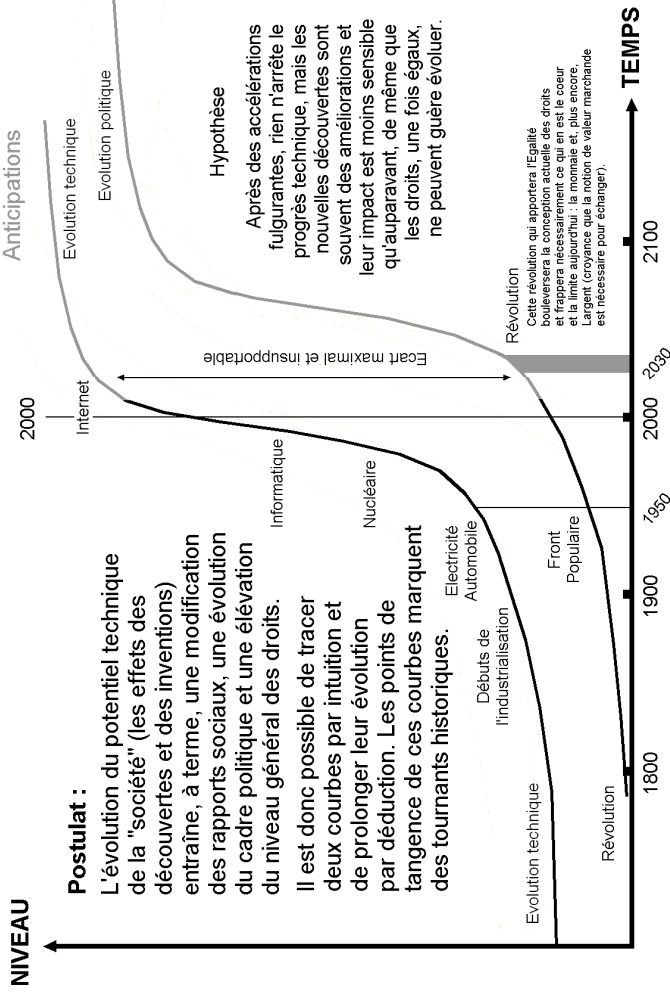 NIVEAU
2000
Anticipations
Postulat :
L'évolution du potentiel technique
de la "société" (les effets des
découvertes et des inventions)
entraîne, à terme, une modification
des rapports sociaux, une évolution
du cadre politique et une élévation
du niveau général des droits.
Il est donc possible de tracer
deux courbes par intuition et
de prolonger leur évolution
par déduction. Les points de
tangence de ces courbes marquent
des tournants historiques.
Internet
Evolution technique
Evolution politique
Informatique
Nucléaire
Ecart maximal et insupportable
Hypothèse
Après des accélérations
fulgurantes, rien n'arrête le
progrès technique, mais les
nouvelles découvertes sont
souvent des améliorations et
leur impact est moins sensible
qu'auparavant, de même que
les droits, une fois égaux,
ne peuvent guère évoluer.
Electricité
Automobile
Débuts de
l'industrialisation
Evolution technique
Front
Populaire
Révolution
Révolution
Cette révolution qui apportera l'Egalité
bouleversera la conception actuelle des droits
et frappera nécessairement ce qui en est le coeur
et la limite aujourd'hui : la monnaie et, plus encore,
Largent (croyance que la notion de valeur marchande
est nécessaire pour échanger).
1800
1900
1950
2000
2030
2100
TEMPS